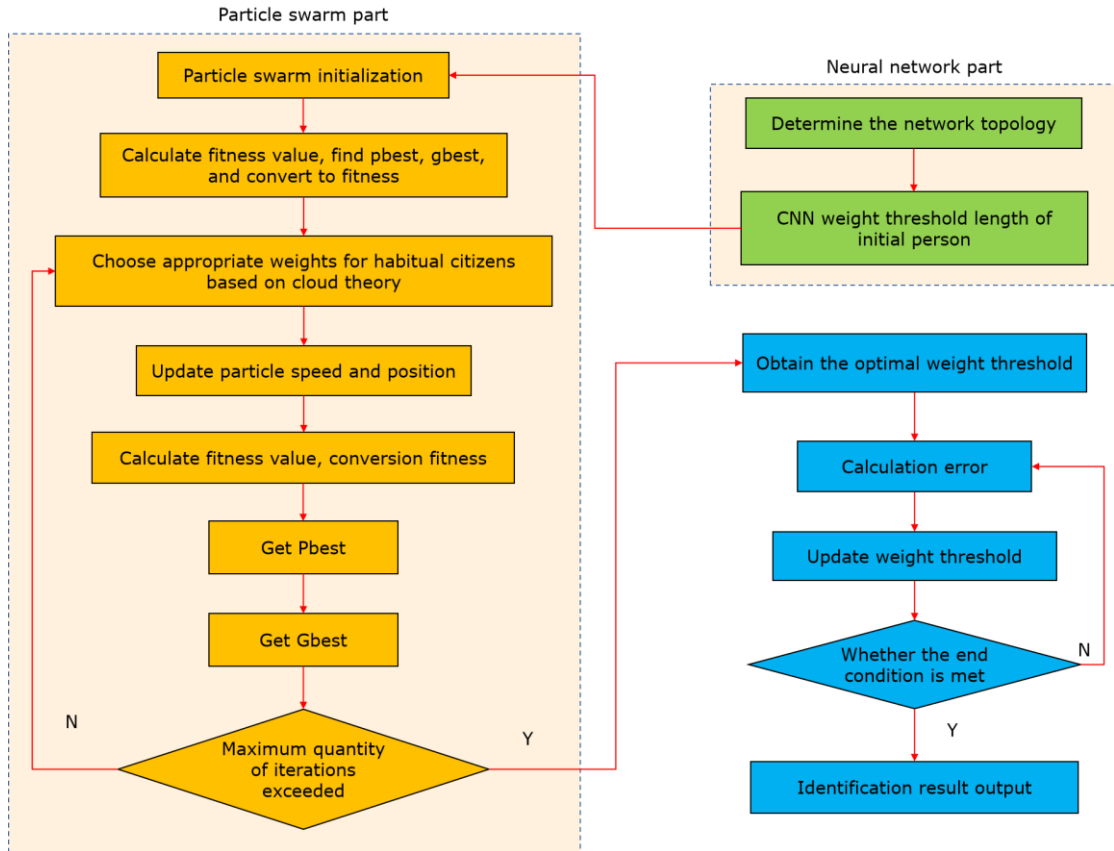 Particle swarm part
Particle swarm initialization
Calculate fitness value, find pbest, gbest,
and convert to fitness
Choose appropriate weights for habitual citizens
based on cloud theory
Update particle speed and position
Calculate fitness value, conversion fitness
Get Pbest
Get Gbest
N
Y
Maximum quantity
of iterations
exceeded
Neural network part
Determine the network topology
CNN weight threshold length of
initial person
Obtain the optimal weight threshold
Calculation error
Update weight threshold
Whether the end
condition is met
N
Y
Identification result output